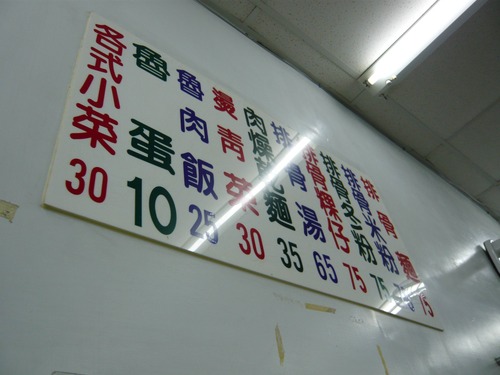 排骨麵 75
排骨米粉
排骨冬粉 75
排骨粿仔 75
排骨湯 65
肉燥乾麵 35
燙青菜 30
魯肉飯 25
魯蛋 10
各式小菜 30